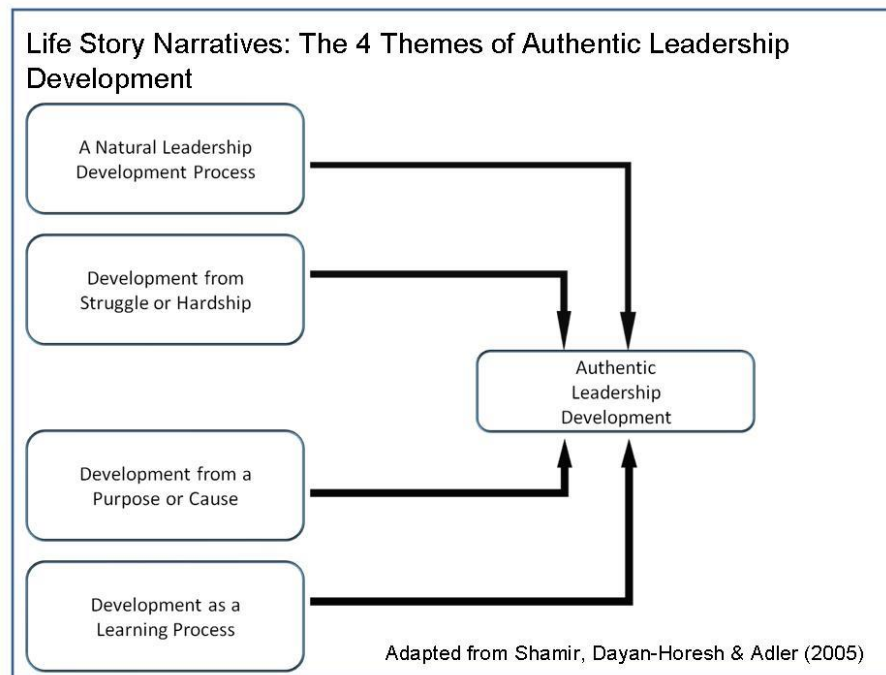 Life Story Narratives: The 4 Themes of Authentic Leadership
Development
A Natural Leadership
Development Process
Development from
Struggle or Hardship
Authentic
Leadership
Development
Development from a
Purpose or Cause
Development as a
Learning Process
Adapted from Shamir, Dayan-Horesh & Adler (2005)